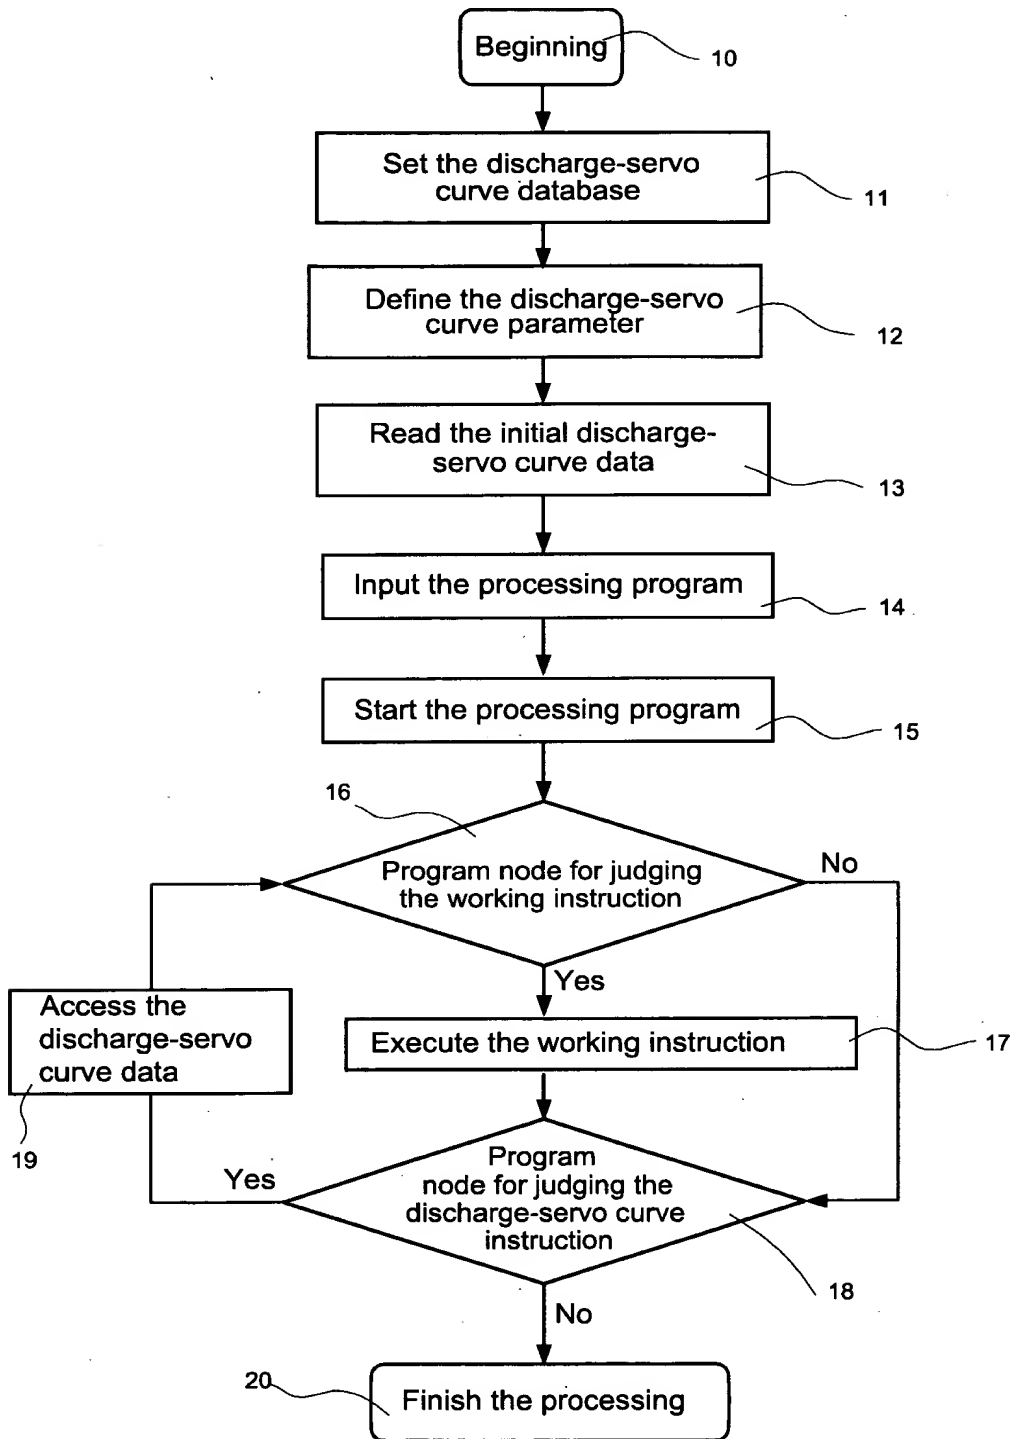 Beginning
10
Set the discharge-servo
curve database
11
Define the discharge-servo
curve parameter
12
Read the initial discharge-
servo curve data
13
Input the processing program
14
Start the processing program
15
16
Program node for judging
the working instruction
No
Yes
Access the
discharge-servo
curve data
19
Execute the working instruction
17
Program
node for judging the
discharge-servo curve
instruction
Yes
18
No
20
Finish the processing